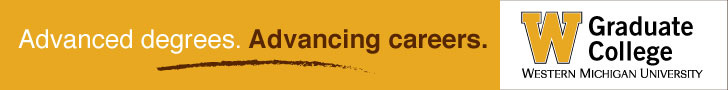 Advanced degrees. Advancing careers.
W Graduate
College
WESTERN MICHIGAN UNIVERSITY